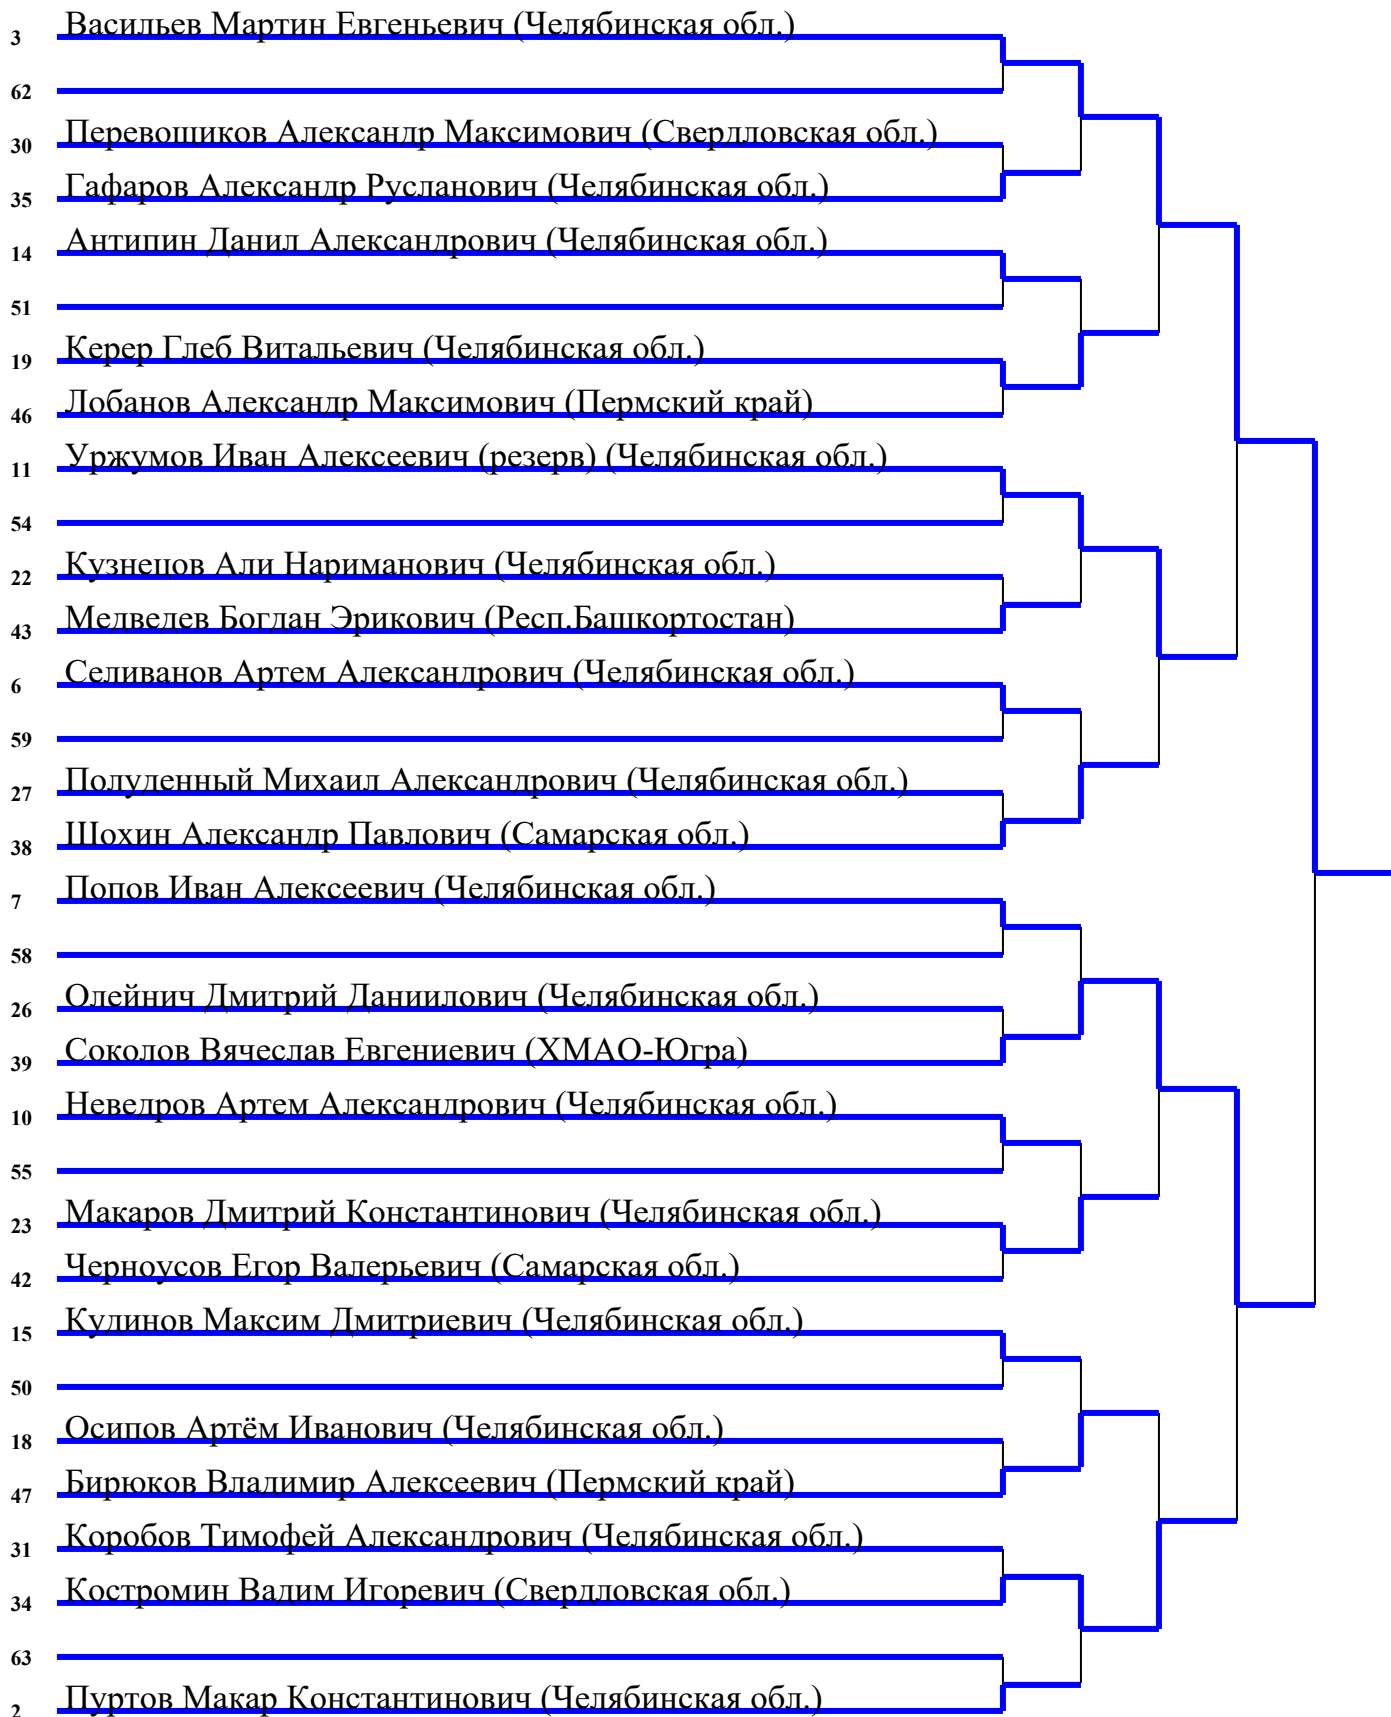 3 Васильев Мартин Евгеньевич (Челябинская обл.)
62
30 Перевощиков Александр Максимович (Свердловская обл.)
35 Гафаров Александр Русланович (Челябинская обл.)
14 Антипин Данил Александрович (Челябинская обл.)
51
19 Керер Глеб Витальевич (Челябинская обл.)
46 Лобанов Александр Максимович (Пермский край)
11 Уржумов Иван Алексеевич (резерв) (Челябинская обл.)
54
22 Кузнецов Али Нариманович (Челябинская обл.)
43 Медведев Богдан Эрикович (Респ.Башкортостан)
6 Селиванов Артем Александрович (Челябинская обл.)
59
27 Полуденный Михаил Александрович (Челябинская обл.)
38 Шохин Александр Павлович (Самарская обл.)
7 Попов Иван Алексеевич (Челябинская обл.)
58
26 Олейнич Дмитрий Даниилович (Челябинская обл.)
39 Соколов Вячеслав Евгениевич (ХМАО-Югра)
10 Неведров Артем Александрович (Челябинская обл.)
55
23 Макаров Дмитрий Константинович (Челябинская обл.)
42 Черноусов Егор Валерьевич (Самарская обл.)
15 Кудинов Максим Дмитриевич (Челябинская обл.)
50
18 Осипов Артём Иванович (Челябинская обл.)
47 Бирюков Владимир Алексеевич (Пермский край)
31 Коробов Тимофей Александрович (Челябинская обл.)
34 Костромин Вадим Игоревич (Свердловская обл.)
63
2 Пуртов Макар Константинович (Челябинская обл.)